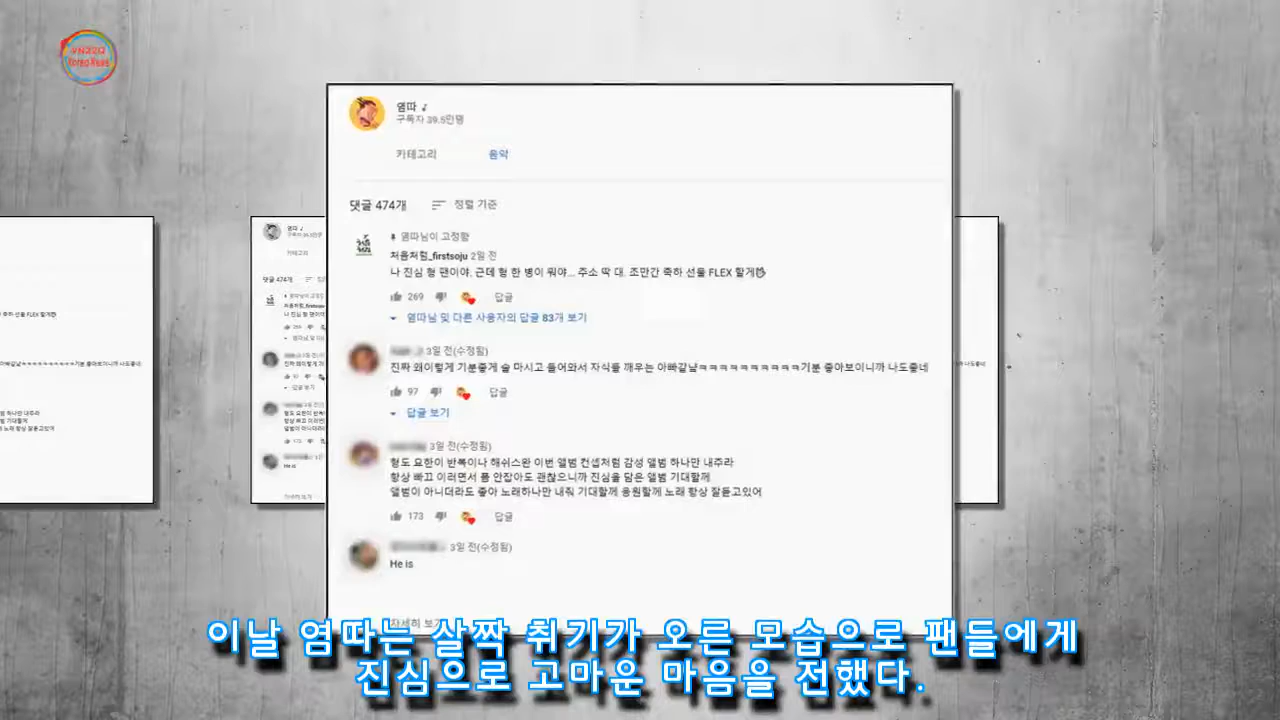 염따 ♪
구독자 39.5만명
카테고리 음악
댓글 474개 정렬 기준
염따님이 고정함
처음처럼_firstsoju 2일 전
나 진심 형 팬이야. 근데 형 한 병이 뭐야... 주소 딱 대. 조만간 축하 선물 FLEX 할게😈
269 답글
염따님 및 다른 사용자의 답글 83개 보기
3일 전(수정됨)
진짜 왜이렇게 기분좋게 술 마시고 들어와서 자식들 깨우는 아빠같냨ㅋㅋㅋㅋㅋㅋㅋㅋㅋㅋ기분 좋아보이니까 나도좋네
97 답글
답글 보기
3일 전(수정됨)
형도 요한이 반복이나 해쉬스완 이번 앨범 컨셉처럼 감성 앨범 하나만 내주라
항상 빠끄 이러면서 폼 안잡아도 괜찮으니까 진심을 담은 앨범 기대할께
앨범이 아니더라도 좋아 노래하나만 내줘 기대할께 응원할께 노래 항상 잘듣고있어
173 답글
3일 전(수정됨)
He is
자세히 보기
이날 염따는 살짝 취기가 오른 모습으로 팬들에게
진심으로 고마운 마음을 전했다.